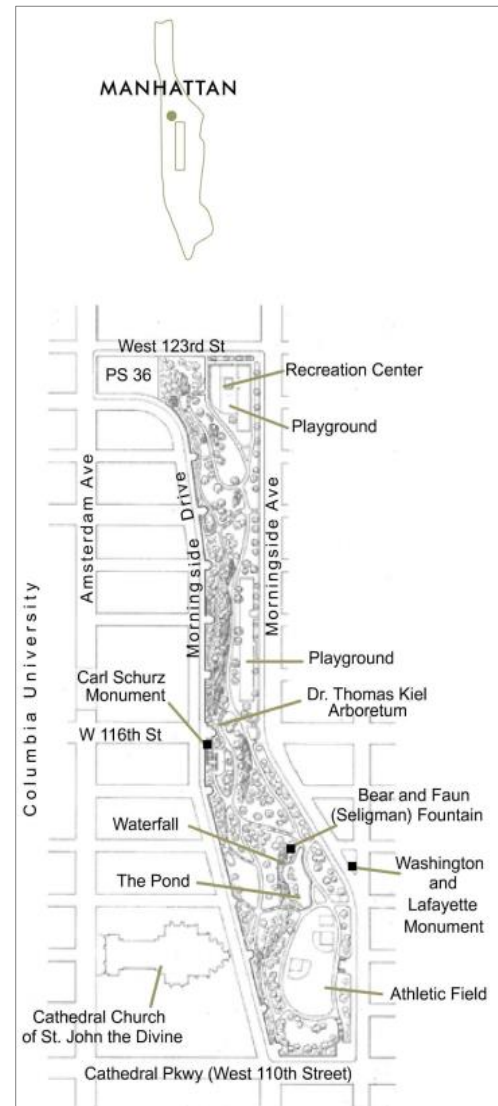 MANHATTAN
West 123rd St
PS 36
Recreation Center
Playground
Amsterdam Ave
Morningside Drive
Morningside Ave
Columbia University
Playground
Carl Schurz
Monument
Dr. Thomas Kiel
Arboretum
W 116th St
Bear and Faun
(Seligman) Fountain
Waterfall
Washington
and
Lafayette
Monument
The Pond
Athletic Field
Cathedral Church
of St. John the Divine
Cathedral Pkwy (West 110th Street)